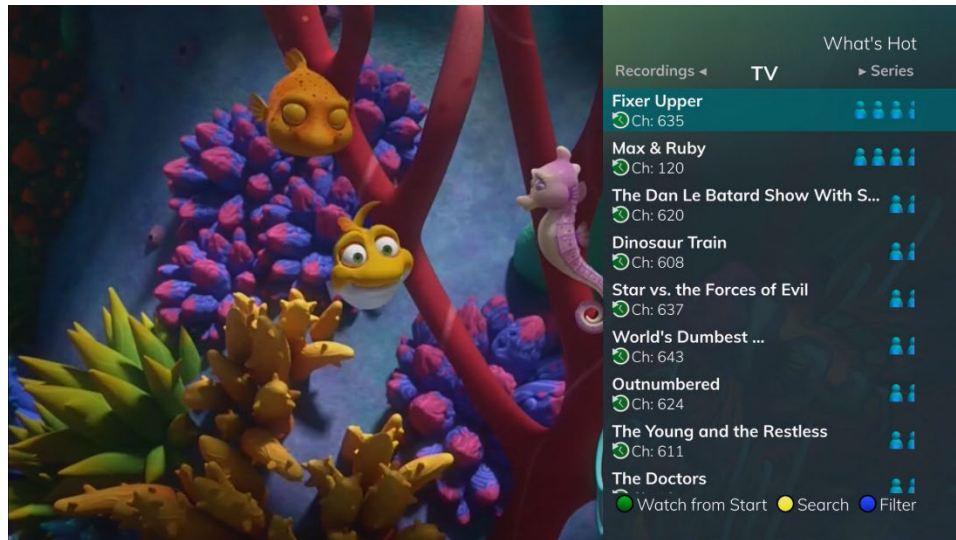 What's Hot
Recordings ◂ TV ▸ Series
Fixer Upper
Ch: 635
Max & Ruby
Ch: 120
The Dan Le Batard Show With S...
Ch: 620
Dinosaur Train
Ch: 608
Star vs. the Forces of Evil
Ch: 637
World's Dumbest ...
Ch: 643
Outnumbered
Ch: 624
The Young and the Restless
Ch: 611
The Doctors
Watch from Start Search Filter